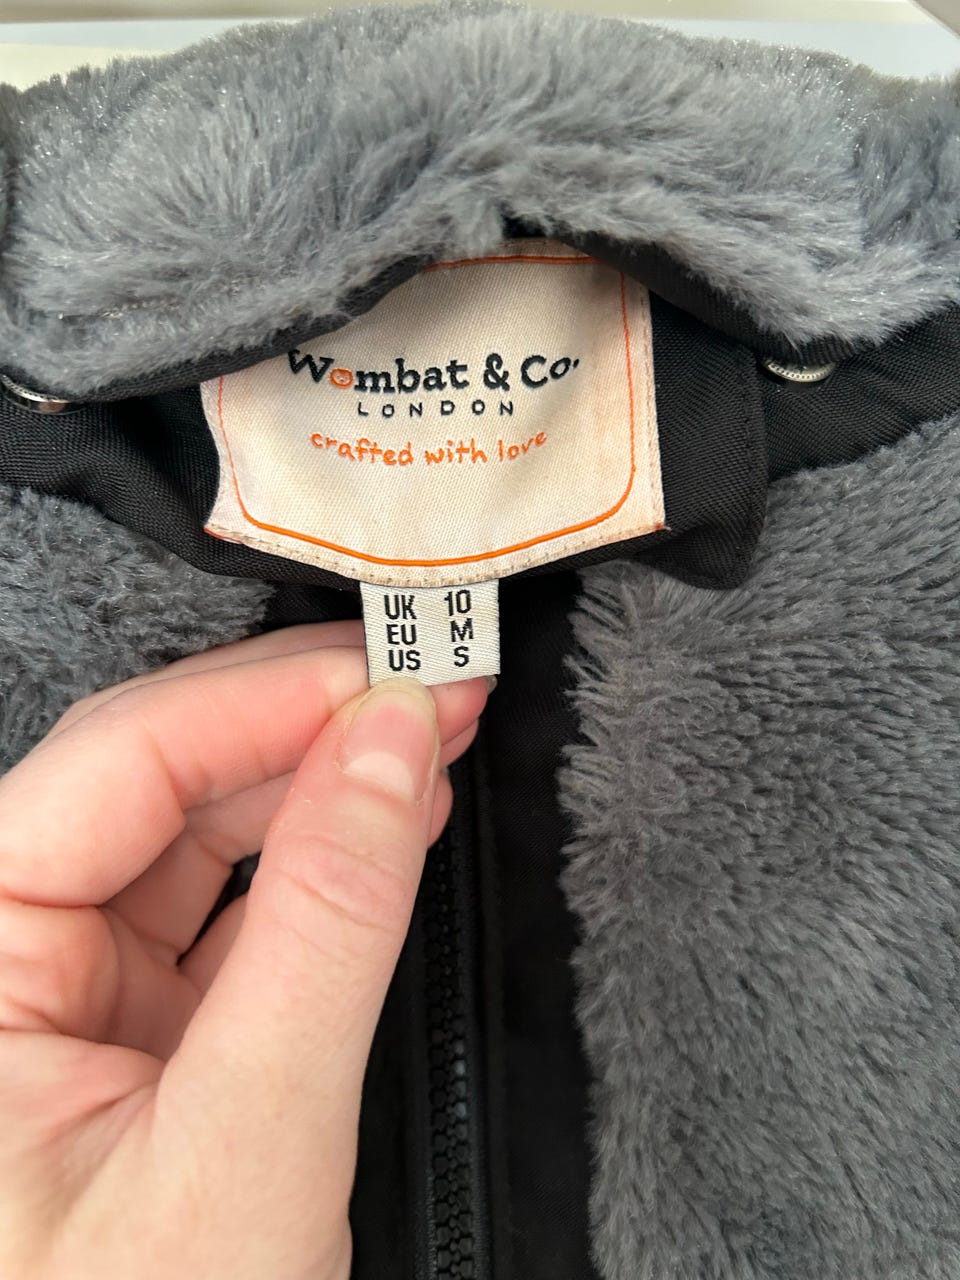 Wombat & Co.
LONDON
crafted with love
UK 10
EU M
US S